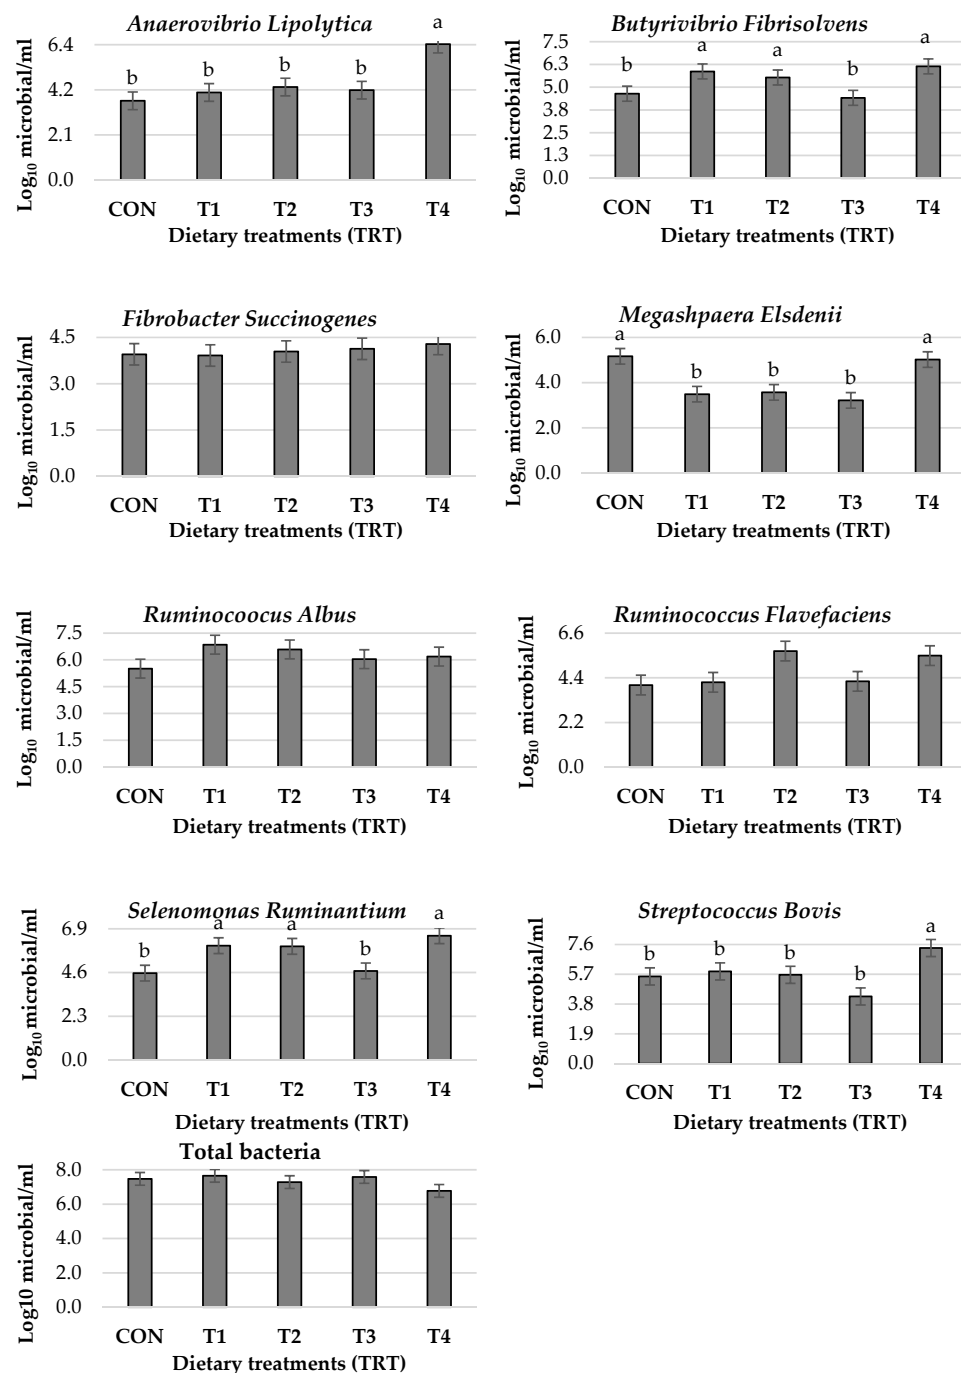 Anaerovibrio Lipolytica
Log10 microbial/ml
6.4
4.2
2.1
0.0
b b b b a
CON T1 T2 T3 T4
Dietary treatments (TRT)
Butyrivibrio Fibrisolvens
Log10 microbial/ml
7.5
6.3
5.0
3.8
2.5
1.3
0.0
b a a b a
CON T1 T2 T3 T4
Dietary treatments (TRT)
Fibrobacter Succinogenes
Log10 microbial/ml
4.5
3.0
1.5
0.0
CON T1 T2 T3 T4
Dietary treatments (TRT)
Megashpaera Elsdenii
Log10 microbial/ml
6.0
4.0
2.0
0.0
a b b b a
CON T1 T2 T3 T4
Dietary treatments (TRT)
Ruminocoocus Albus
Log10 microbial/ml
7.5
6.0
4.5
3.0
1.5
0.0
CON T1 T2 T3 T4
Dietary treatments (TRT)
Ruminococcus Flavefaciens
Log10 microbial/ml
6.6
4.4
2.2
0.0
CON T1 T2 T3 T4
Dietary treatments (TRT)
Selenomonas Ruminantium
Log10 microbial/ml
6.9
4.6
2.3
0.0
b a a b a
CON T1 T2 T3 T4
Dietary treatments (TRT)
Streptococcus Bovis
Log10 microbial/ml
7.6
5.7
3.8
1.9
0.0
b b b b a
CON T1 T2 T3 T4
Dietary treatments (TRT)
Total bacteria
Log10 microbial/ml
8.0
6.0
4.0
2.0
0.0
CON T1 T2 T3 T4
Dietary treatments (TRT)